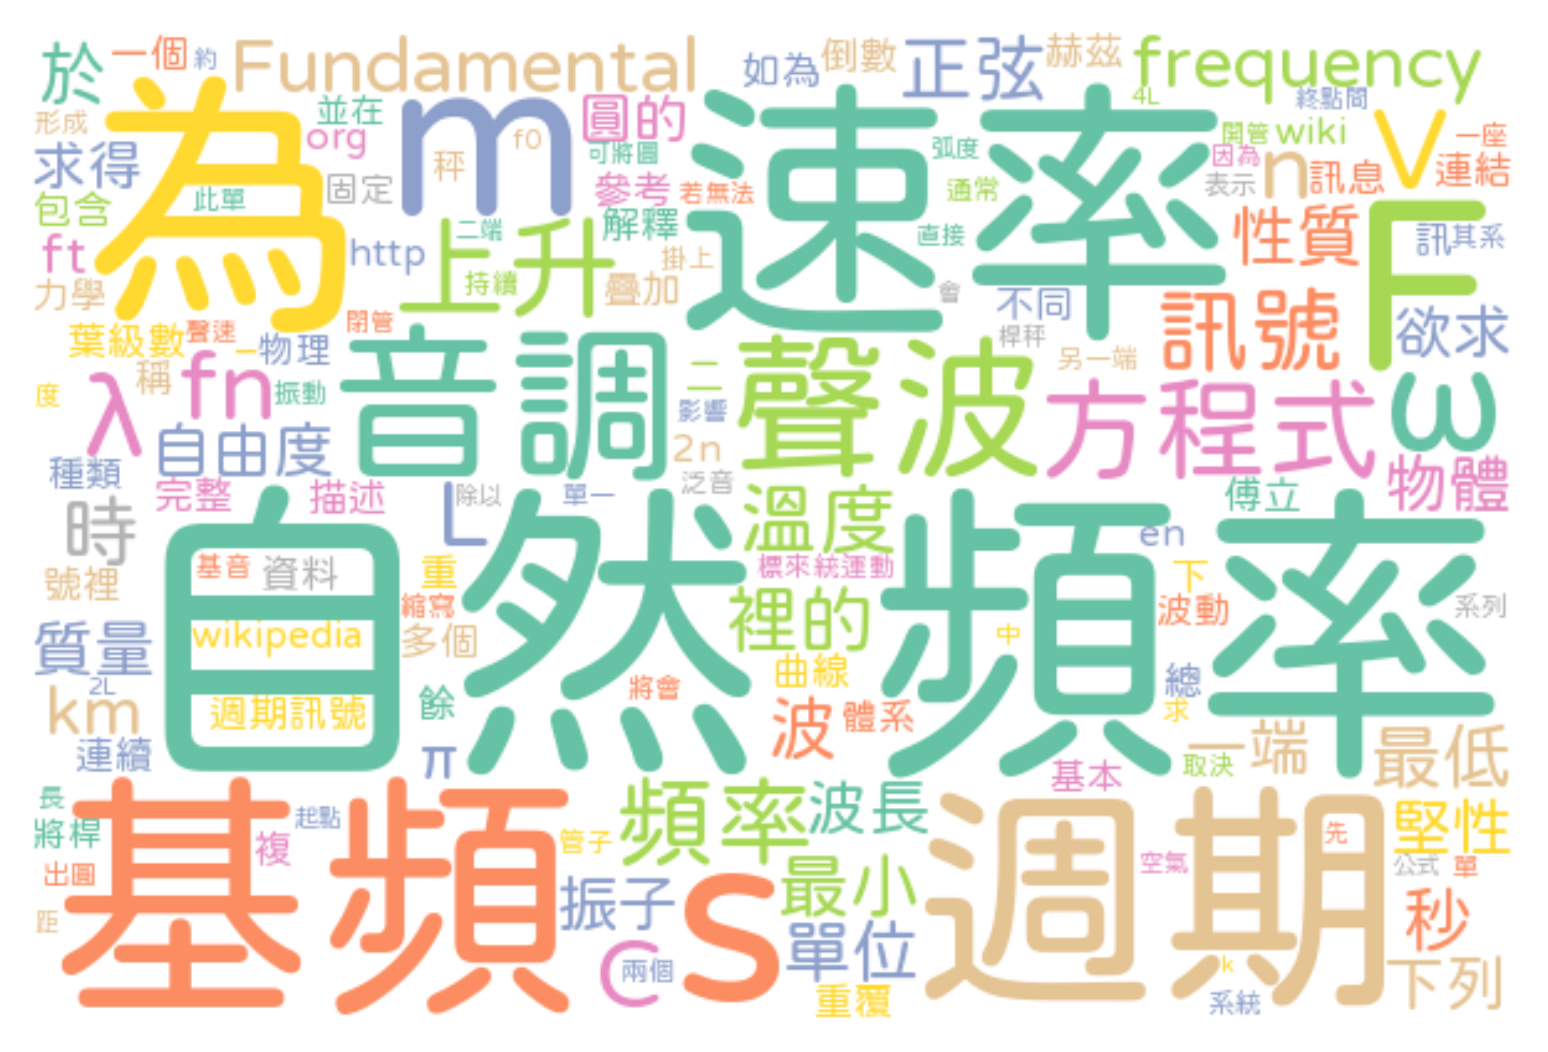 於 一個 約 Fundamental 如為 倒數 正弦 赫茲 frequency
形成 並在 org 為 m f0 圓的 速率 4L 終點間
求得 固定 秤 可將圓 弧度 開管 wiki V 一座
包含 此單 參考 若無法 通常 因為 表示 n 訊息 連結
ft http 上升 二端 解釋 直接 性質 F 訊 其系
力學 持續 疊加 掛上 會 不同 訊號 欲求
葉級數 聲速 閉管 桿秤
物理 音調 二 聲波 另一端
度 λ 稱 fn 振動 影響 方程式 ω
種類 自由度 2n 物體
時 完整 描述 L 除以 單一 泛音 溫度 傅立
自然頻率 en
號裡 基音 資料 重 標來統運動 下
質量 wikipedia 縮寫 多個 裡的 中 波動 系列
2L km 週期訊號 餘 將會 曲線 總 求
連續 π 波 體系 一端 最低
長 基頻 頻率 波長 基本 取決
將桿 複 起點 管子 週期 先 堅性
出圓 振子 最小 空氣 公式 單
距 C 兩個 S 單位 k 秒
重覆 系統 下列